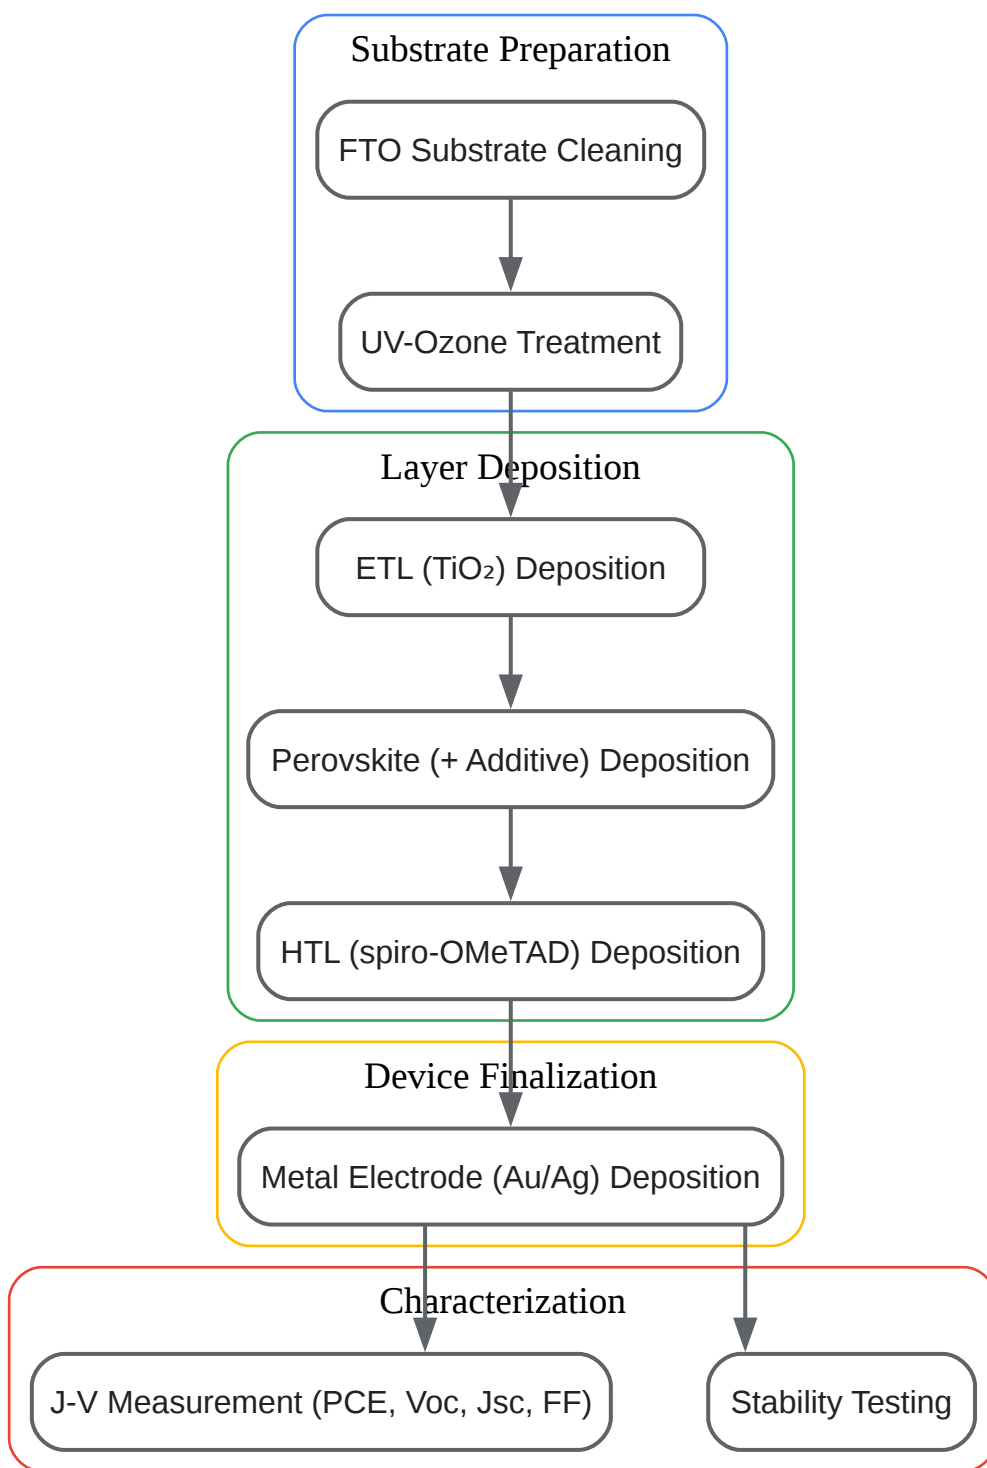 Substrate Preparation
FTO Substrate Cleaning
UV-Ozone Treatment
Layer Deposition
ETL (TiO₂) Deposition
Perovskite (+ Additive) Deposition
HTL (spiro-OMeTAD) Deposition
Device Finalization
Metal Electrode (Au/Ag) Deposition
Characterization
J-V Measurement (PCE, Voc, Jsc, FF)
Stability Testing